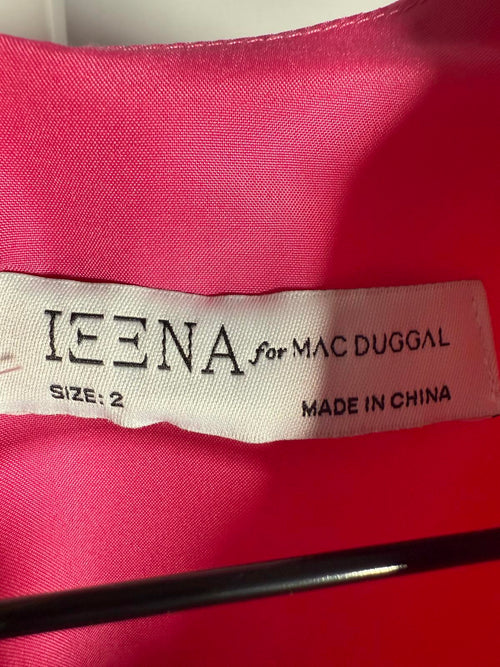 IEENA for MAC DUGGAL
SIZE: 2
MADE IN CHINA